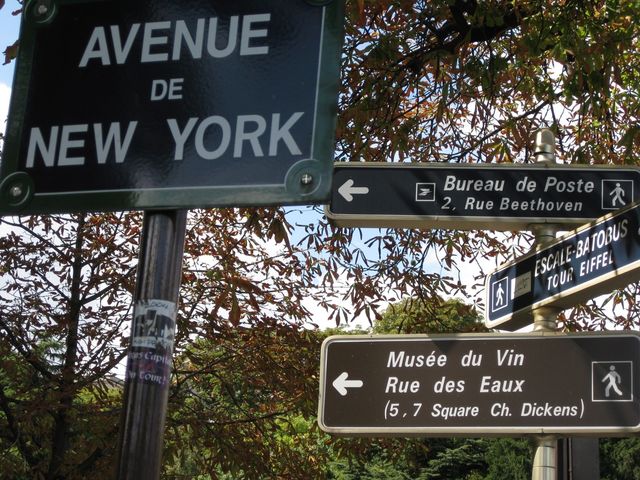 AVENUE
DE
NEW YORK
Bureau de Poste
2, Rue Beethoven
ESCALE-BATOBUS
TOUR EIFFEL
Musée du Vin
Rue des Eaux
(5, 7 Square Ch. Dickens)